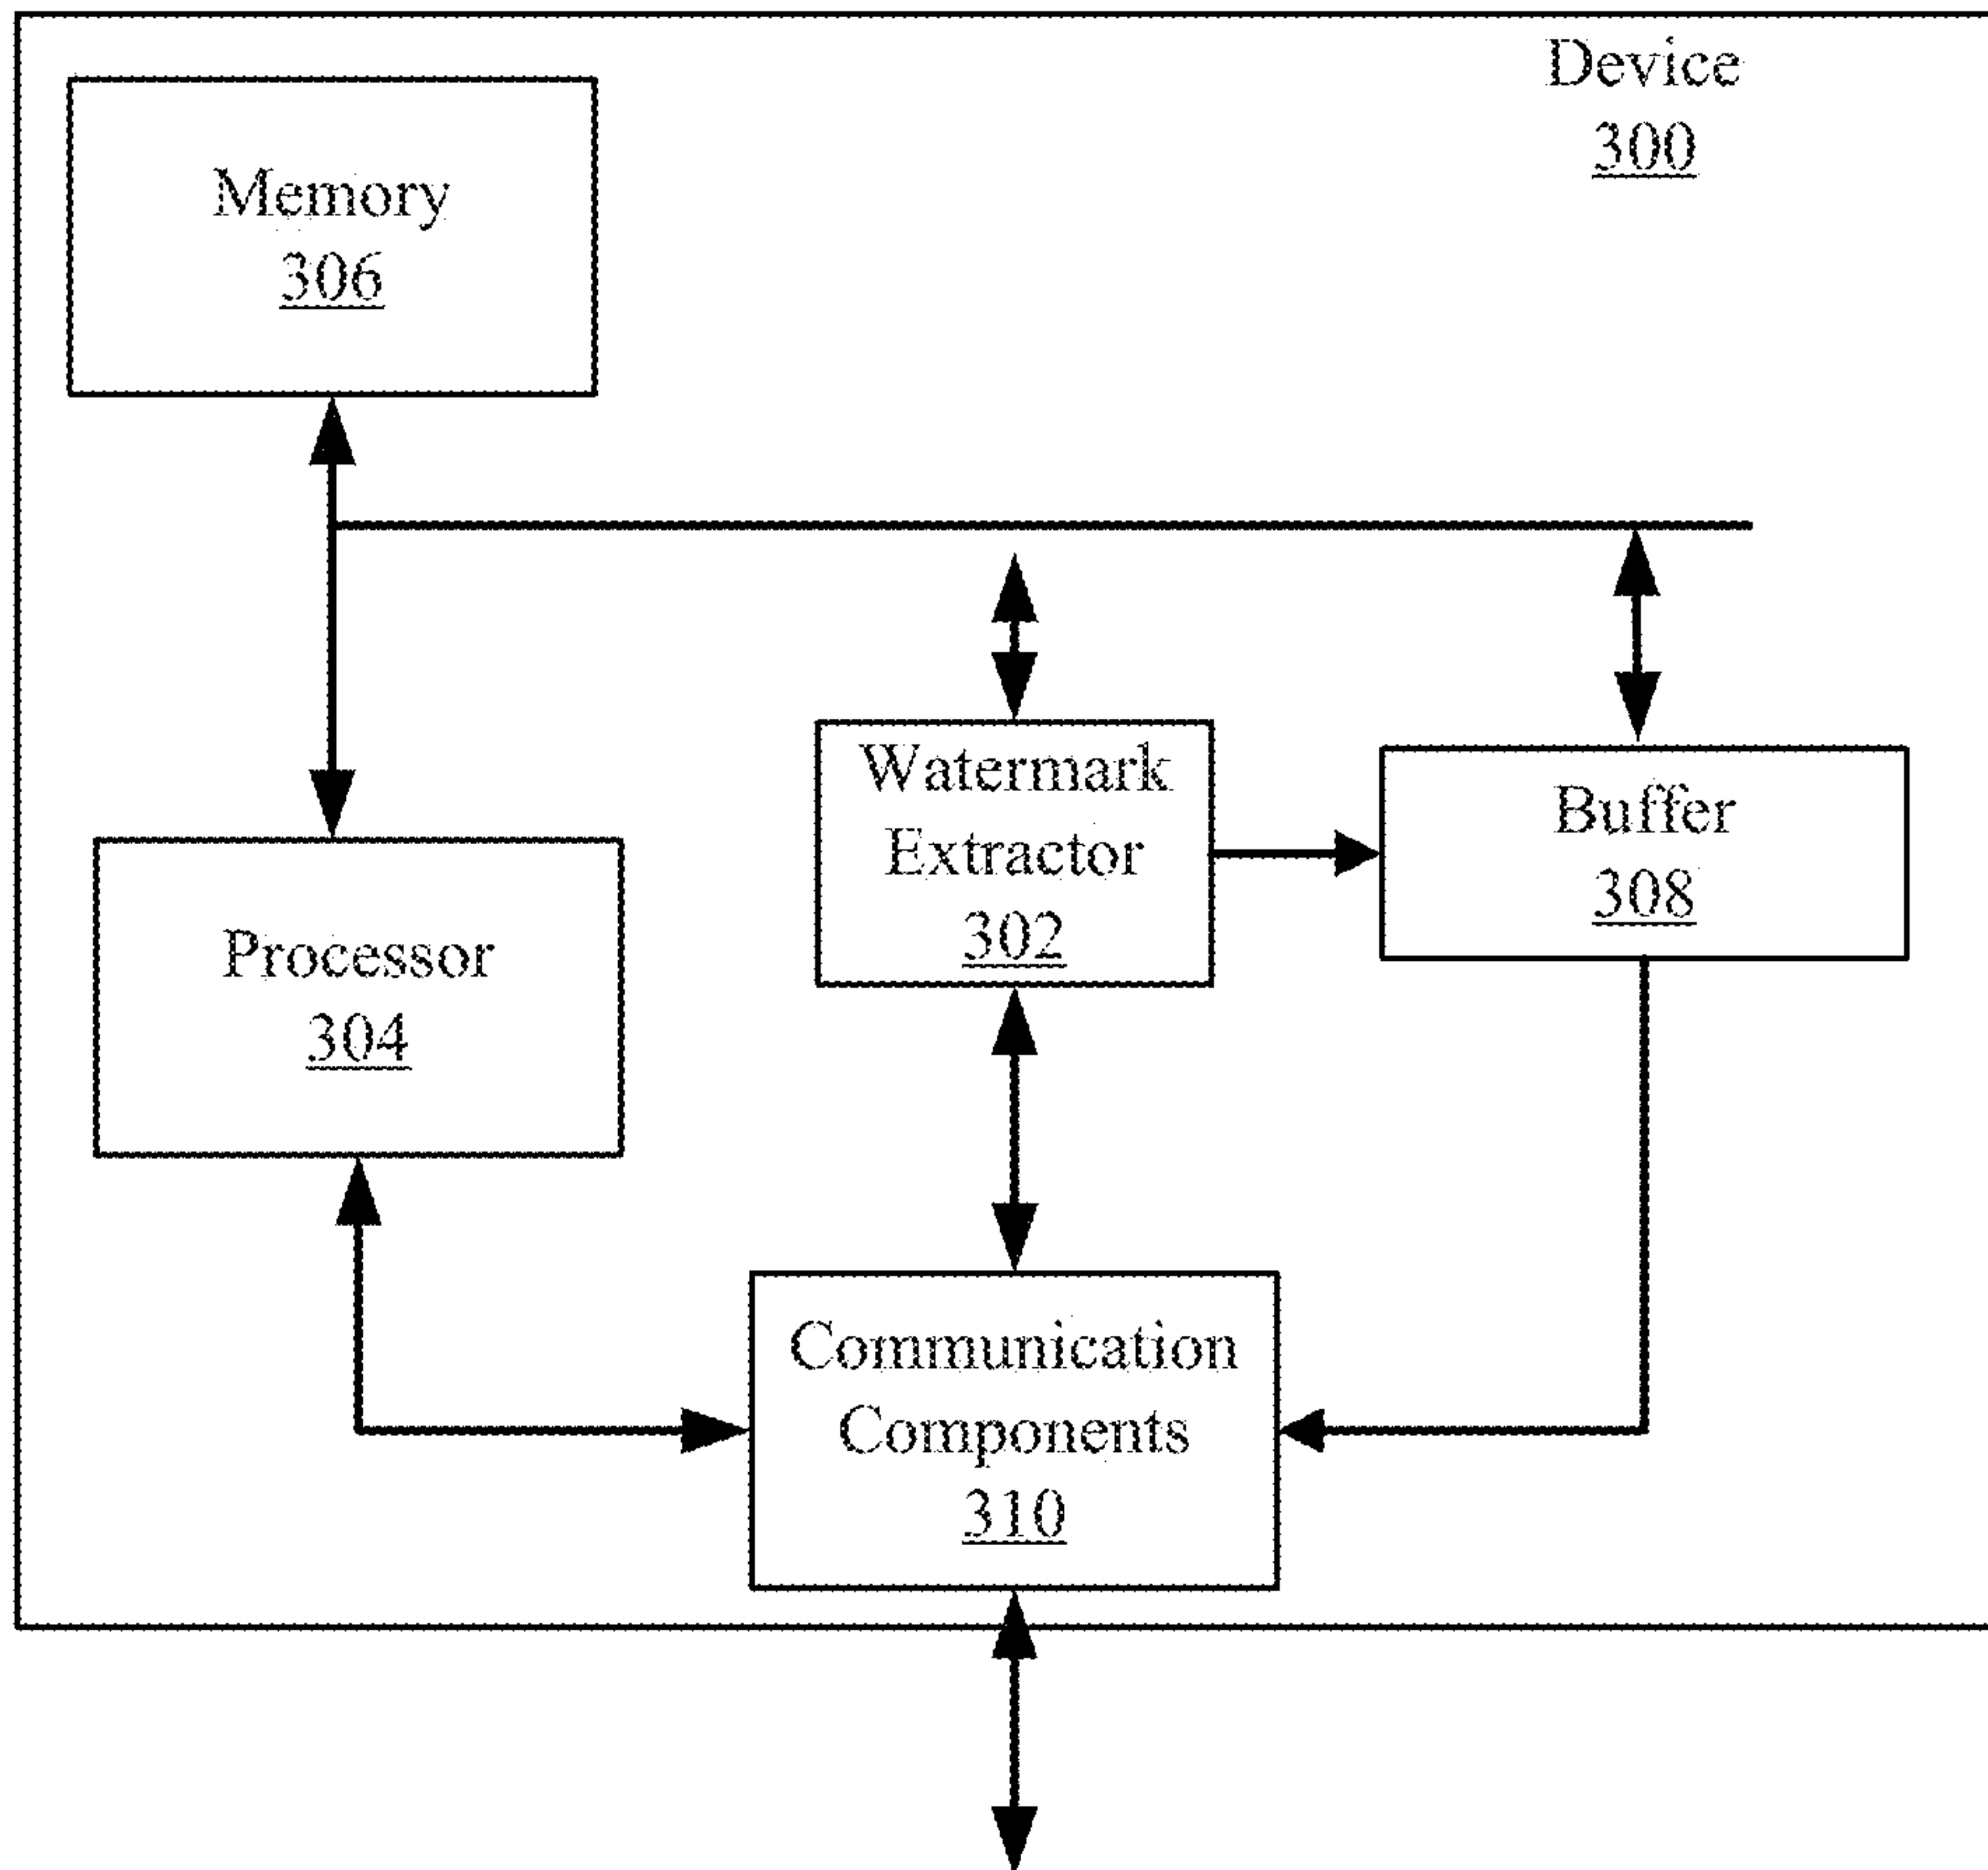 Device
300
Memory
306
Watermark
Extractor
302
Buffer
308
Processor
304
Communication
Components
310